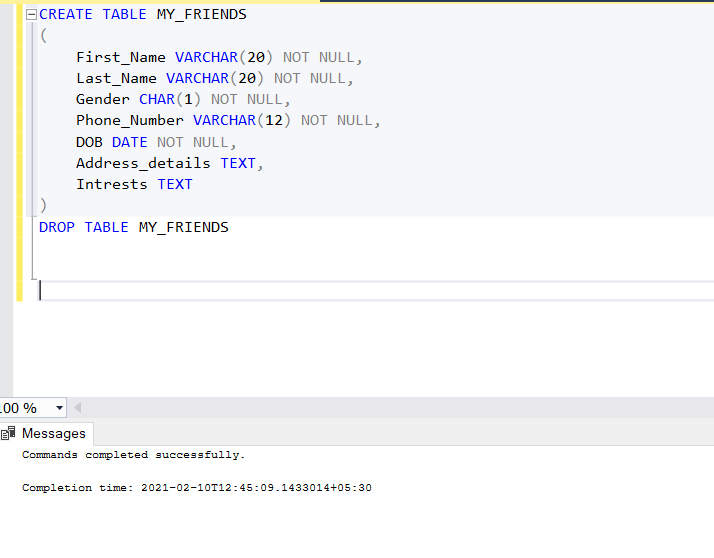 CREATE TABLE MY_FRIENDS
(
First_Name VARCHAR(20) NOT NULL,
Last_Name VARCHAR(20) NOT NULL,
Gender CHAR(1) NOT NULL,
Phone_Number VARCHAR(12) NOT NULL,
DOB DATE NOT NULL,
Address_details TEXT,
Intrests TEXT
)
DROP TABLE MY_FRIENDS
100 %
Messages
Commands completed successfully.
Completion time: 2021-02-10T12:45:09.1433014+05:30